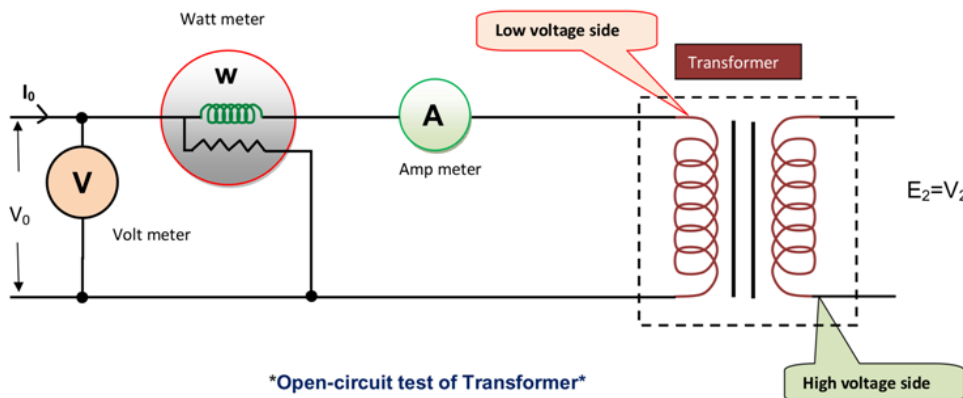 Watt meter
Low voltage side
Transformer
W
I₀
A
V
Amp meter
E₂=V₂
V₀
Volt meter
*Open-circuit test of Transformer*
High voltage side